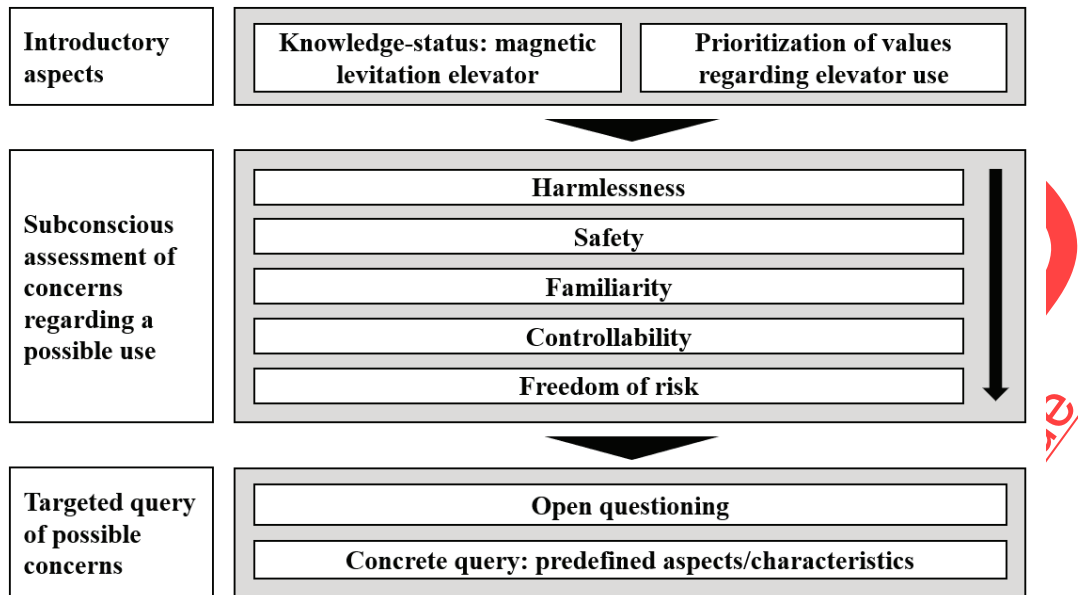 Introductory
aspects
Knowledge-status: magnetic
levitation elevator
Prioritization of values
regarding elevator use
Subconscious
assessment of
concerns
regarding a
possible use
Harmlessness
Safety
Familiarity
Controllability
Freedom of risk
Targeted query
of possible
concerns
Open questioning
Concrete query: predefined aspects/characteristics